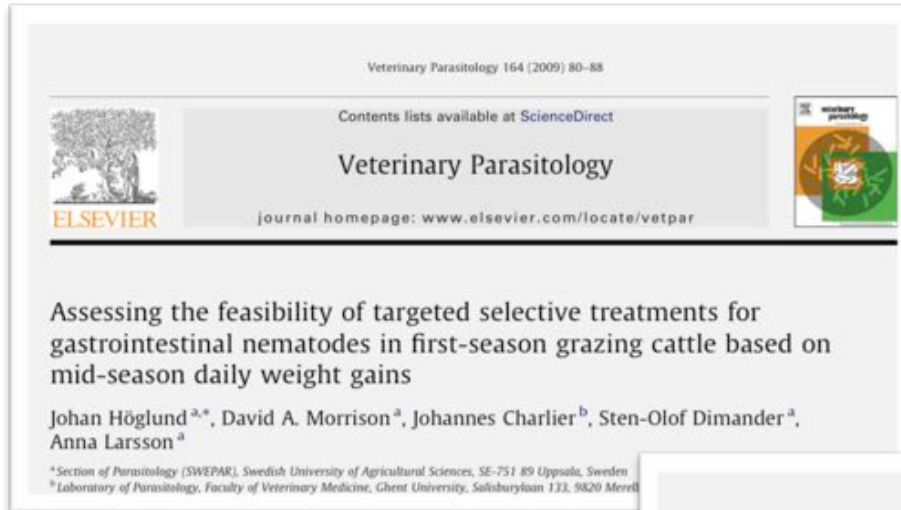 Veterinary Parasitology 164 (2009) 80–88
Contents lists available at ScienceDirect
Veterinary Parasitology
journal homepage: www.elsevier.com/locate/vetpar
ELSEVIER
veterinary parasitology
Assessing the feasibility of targeted selective treatments for
gastrointestinal nematodes in first-season grazing cattle based on
mid-season daily weight gains
Johan Höglund a,*, David A. Morrison a, Johannes Charlier b, Sten-Olof Dimander a,
Anna Larsson a
a Section of Parasitology (SWEPAR), Swedish University of Agricultural Sciences, SE-751 89 Uppsala, Sweden
b Laboratory of Parasitology, Faculty of Veterinary Medicine, Ghent University, Salisburylaan 133, 9820